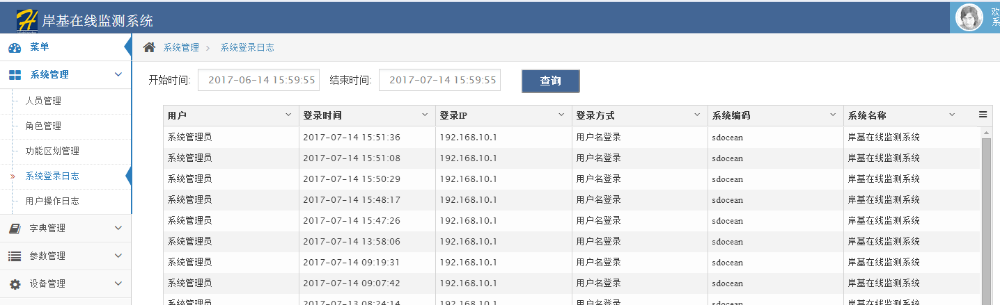 岸基在线监测系统
欢
系
菜单
系统管理
人员管理
角色管理
功能区划管理
系统登录日志
用户操作日志
字典管理
参数管理
设备管理
系统管理 > 系统登录日志
开始时间: 2017-06-14 15:59:55 结束时间: 2017-07-14 15:59:55 查询
用户 登录时间 登录IP 登录方式 系统编码 系统名称
系统管理员 2017-07-14 15:51:36 192.168.10.1 用户名登录 sdocean 岸基在线监测系统
系统管理员 2017-07-14 15:51:08 192.168.10.1 用户名登录 sdocean 岸基在线监测系统
系统管理员 2017-07-14 15:50:29 192.168.10.1 用户名登录 sdocean 岸基在线监测系统
系统管理员 2017-07-14 15:48:17 192.168.10.1 用户名登录 sdocean 岸基在线监测系统
系统管理员 2017-07-14 15:47:26 192.168.10.1 用户名登录 sdocean 岸基在线监测系统
系统管理员 2017-07-14 13:58:06 192.168.10.1 用户名登录 sdocean 岸基在线监测系统
系统管理员 2017-07-14 09:19:31 192.168.10.1 用户名登录 sdocean 岸基在线监测系统
系统管理员 2017-07-14 09:07:42 192.168.10.1 用户名登录 sdocean 岸基在线监测系统
系统管理员 2017-07-13 08:24:14 192.168.10.1 用户名登录 sdocean 岸基在线监测系统